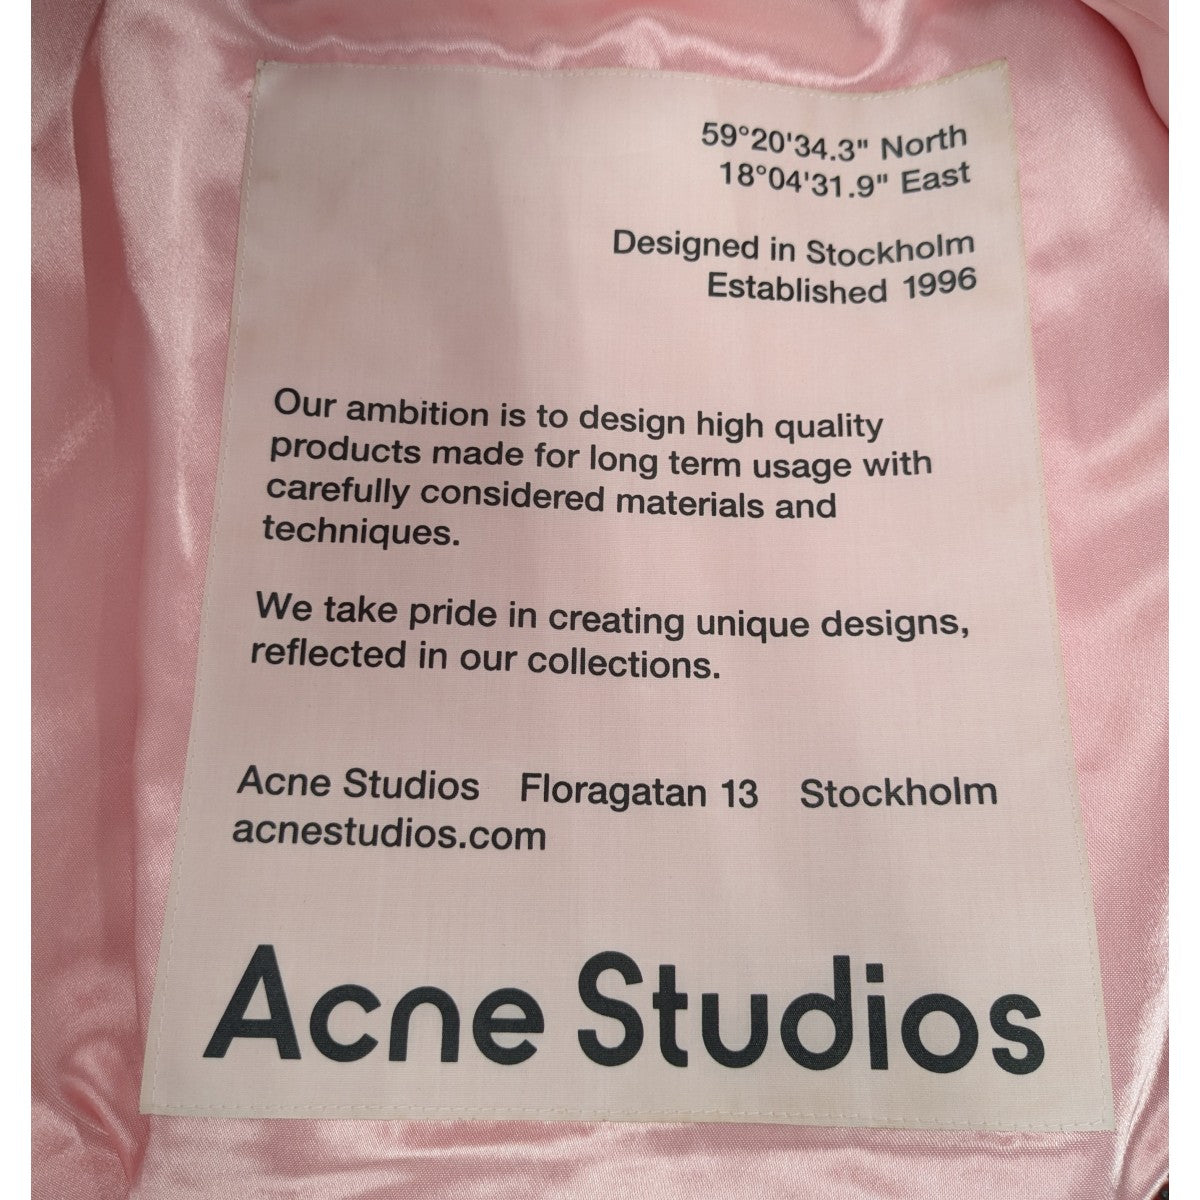 59°20'34.3" North
18°04'31.9" East
Designed in Stockholm
Established 1996
Our ambition is to design high quality
products made for long term usage with
carefully considered materials and
techniques.
We take pride in creating unique designs,
reflected in our collections.
Acne Studios Floragatan 13 Stockholm
acnestudios.com
Acne Studios